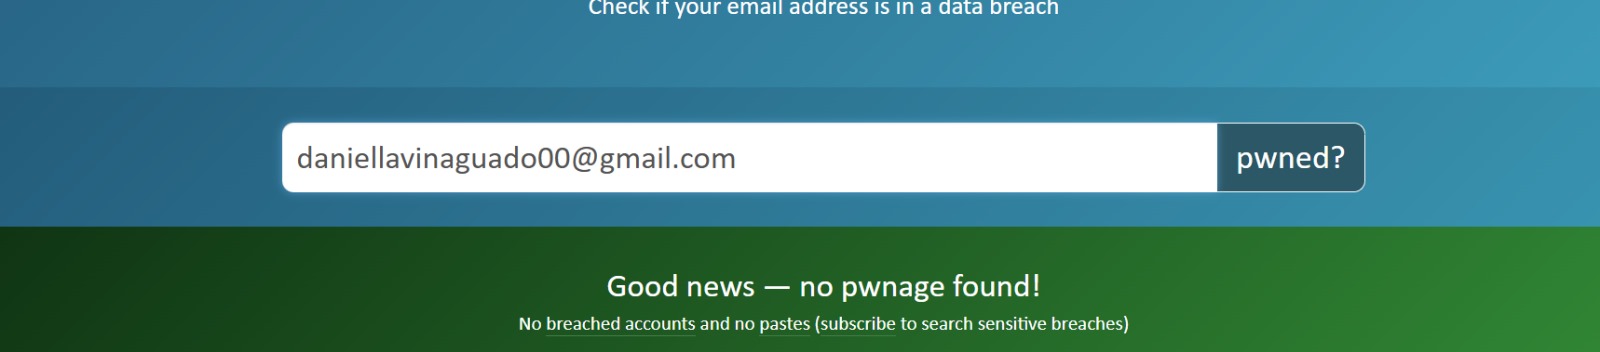 Check if your email address is in a data breach
daniellavinaguado00@gmail.com
pwned?
Good news — no pwnage found!
No breached accounts and no pastes (subscribe to search sensitive breaches)